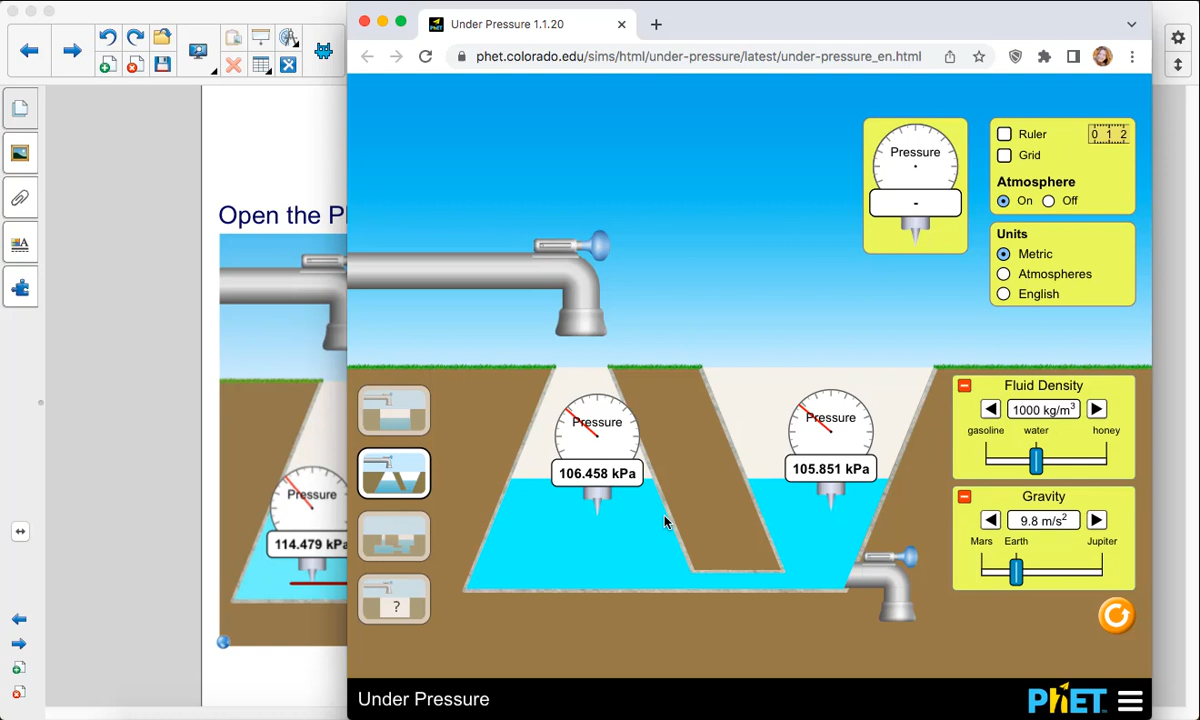 Under Pressure 1.1.20
phet.colorado.edu/sims/html/under-pressure/latest/under-pressure_en.html
Open the P
Pressure
-
Ruler
0 1 2
Grid
Atmosphere
On Off
Units
Metric
Atmospheres
English
Pressure
106.458 kPa
Pressure
105.851 kPa
Pressure
114.479 kPa
?
Fluid Density
1000 kg/m³
gasoline water honey
Gravity
9.8 m/s²
Mars Earth Jupiter
Under Pressure
PhET